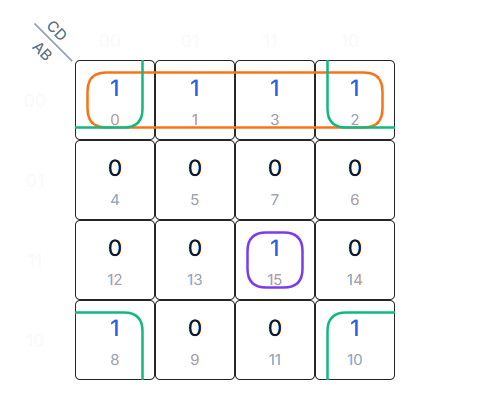 CD
AB
00 01 11 10
00
1 1 1 1
0 1 3 2
01
0 0 0 0
4 5 7 6
11
0 0 1 0
12 13 15 14
10
1 0 0 1
8 9 11 10